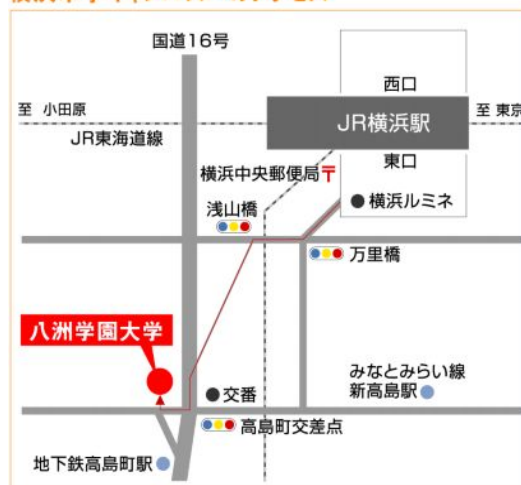 国道16号
西口
至 小田原
JR横浜駅
至 東京
JR東海道線
東口
横浜中央郵便局〒
浅山橋
横浜ルミネ
万里橋
八洲学園大学
みなとみらい線
新高島駅
交番
高島町交差点
地下鉄高島町駅